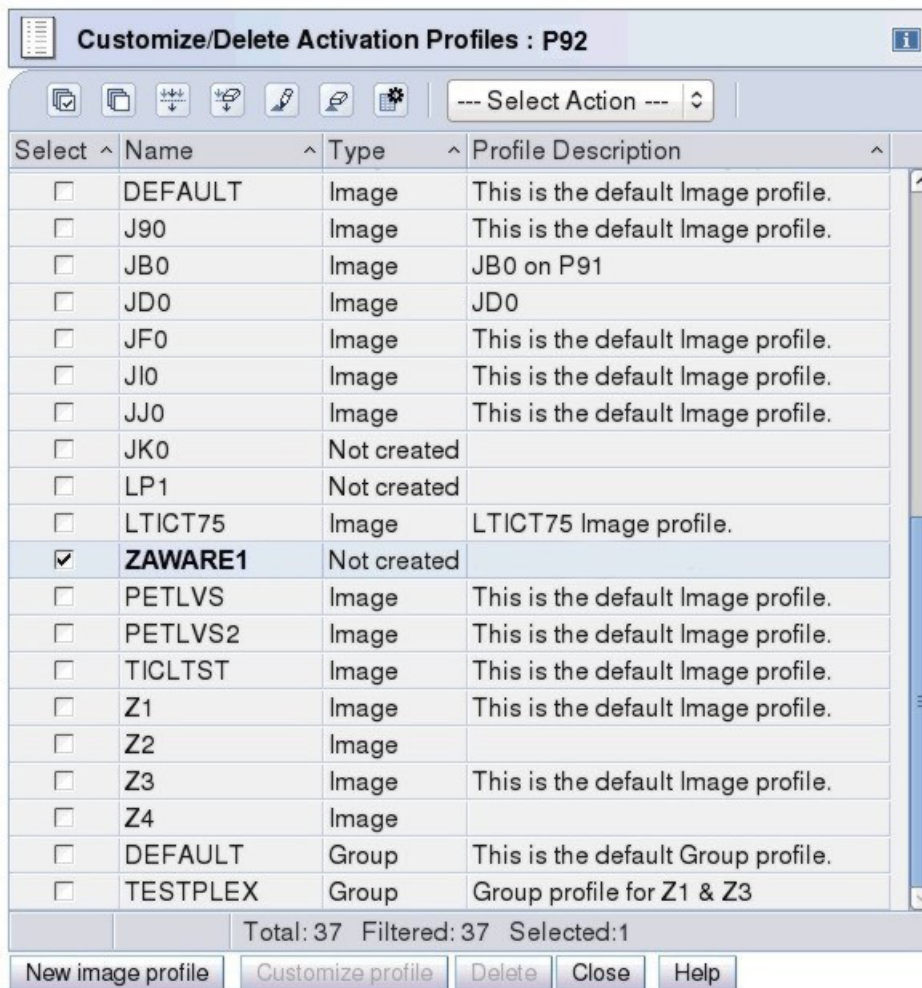 Customize/Delete Activation Profiles : P92
--- Select Action ---
Select Name Type Profile Description
DEFAULT Image This is the default Image profile.
J90 Image This is the default Image profile.
JB0 Image JB0 on P91
JD0 Image JD0
JF0 Image This is the default Image profile.
JI0 Image This is the default Image profile.
JJ0 Image This is the default Image profile.
JK0 Not created
LP1 Not created
LTICT75 Image LTICT75 Image profile.
ZAWARE1 Not created
PETLVS Image This is the default Image profile.
PETLVS2 Image This is the default Image profile.
TICLTST Image This is the default Image profile.
Z1 Image This is the default Image profile.
Z2 Image
Z3 Image This is the default Image profile.
Z4 Image
DEFAULT Group This is the default Group profile.
TESTPLEX Group Group profile for Z1 & Z3
Total: 37 Filtered: 37 Selected:1
New image profile Customize profile Delete Close Help